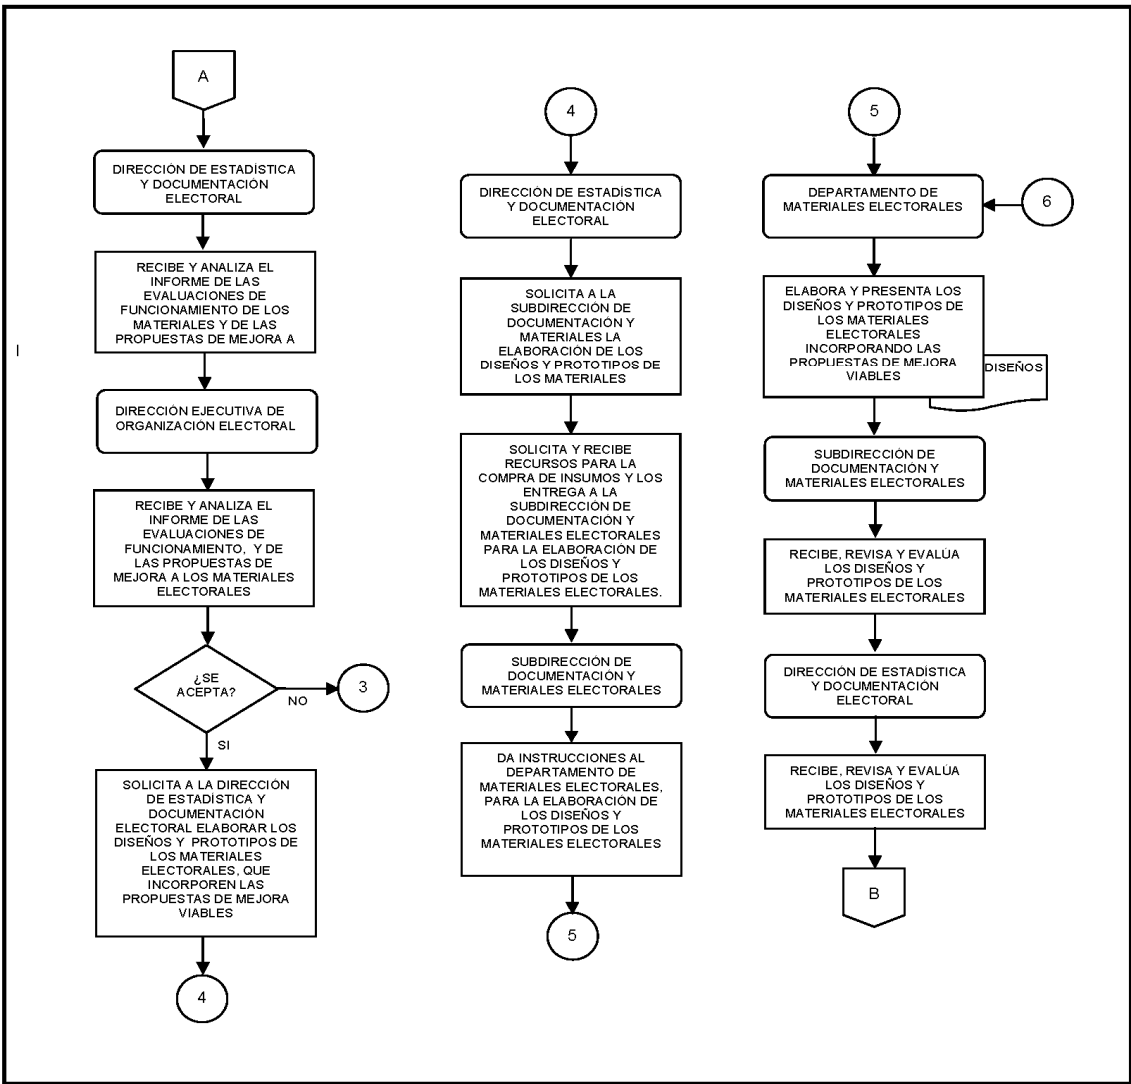 A
DIRECCIÓN DE ESTADÍSTICA
Y DOCUMENTACIÓN
ELECTORAL
RECIBE Y ANALIZA EL
INFORME DE LAS
EVALUACIONES DE
FUNCIONAMIENTO DE LOS
MATERIALES Y DE LAS
PROPUESTAS DE MEJORA A
DIRECCIÓN EJECUTIVA DE
ORGANIZACIÓN ELECTORAL
RECIBE Y ANALIZA EL
INFORME DE LAS
EVALUACIONES DE
FUNCIONAMIENTO, Y DE
LAS PROPUESTAS DE
MEJORA A LOS MATERIALES
ELECTORALES
¿SE
ACEPTA?
NO
3
SI
SOLICITA A LA DIRECCIÓN
DE ESTADÍSTICA Y
DOCUMENTACIÓN
ELECTORAL ELABORAR LOS
DISEÑOS Y PROTOTIPOS DE
LOS MATERIALES
ELECTORALES, QUE
INCORPOREN LAS
PROPUESTAS DE MEJORA
VIABLES
4
4
DIRECCIÓN DE ESTADÍSTICA
Y DOCUMENTACIÓN
ELECTORAL
SOLICITA A LA
SUBDIRECCIÓN DE
DOCUMENTACIÓN Y
MATERIALES LA
ELABORACIÓN DE LOS
DISEÑOS Y PROTOTIPOS DE
LOS MATERIALES
SOLICITA Y RECIBE
RECURSOS PARA LA
COMPRA DE INSUMOS Y LOS
ENTREGA A LA
SUBDIRECCIÓN DE
DOCUMENTACIÓN Y
MATERIALES ELECTORALES
PARA LA ELABORACIÓN DE
LOS DISEÑOS Y
PROTOTIPOS DE LOS
MATERIALES ELECTORALES.
SUBDIRECCIÓN DE
DOCUMENTACIÓN Y
MATERIALES ELECTORALES
DA INSTRUCCIONES AL
DEPARTAMENTO DE
MATERIALES ELECTORALES,
PARA LA ELABORACIÓN DE
LOS DISEÑOS Y
PROTOTIPOS DE LOS
MATERIALES ELECTORALES
5
5
DEPARTAMENTO DE
MATERIALES ELECTORALES
6
ELABORA Y PRESENTA LOS
DISEÑOS Y PROTOTIPOS DE
LOS MATERIALES
ELECTORALES
INCORPORANDO LAS
PROPUESTAS DE MEJORA
VIABLES
DISEÑOS
SUBDIRECCIÓN DE
DOCUMENTACIÓN Y
MATERIALES ELECTORALES
RECIBE, REVISA Y EVALÚA
LOS DISEÑOS Y
PROTOTIPOS DE LOS
MATERIALES ELECTORALES
DIRECCIÓN DE ESTADÍSTICA
Y DOCUMENTACIÓN
ELECTORAL
RECIBE, REVISA Y EVALÚA
LOS DISEÑOS Y
PROTOTIPOS DE LOS
MATERIALES ELECTORALES
B